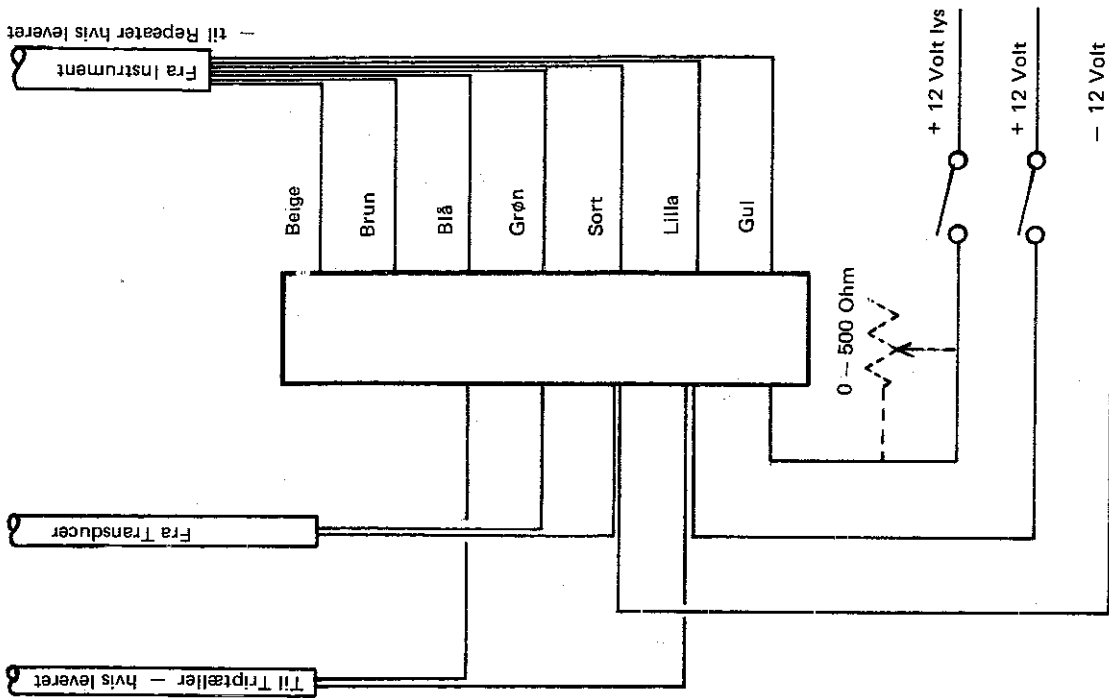 — til Repeater hvis leveret
Fra Instrument
Beige
Brun
Blå
Grøn
Sort
Lilla
Gul
+ 12 Volt lys
+ 12 Volt
— 12 Volt
0 — 500 Ohm
Fra Transducer
Til Triptæller — hvis leveret